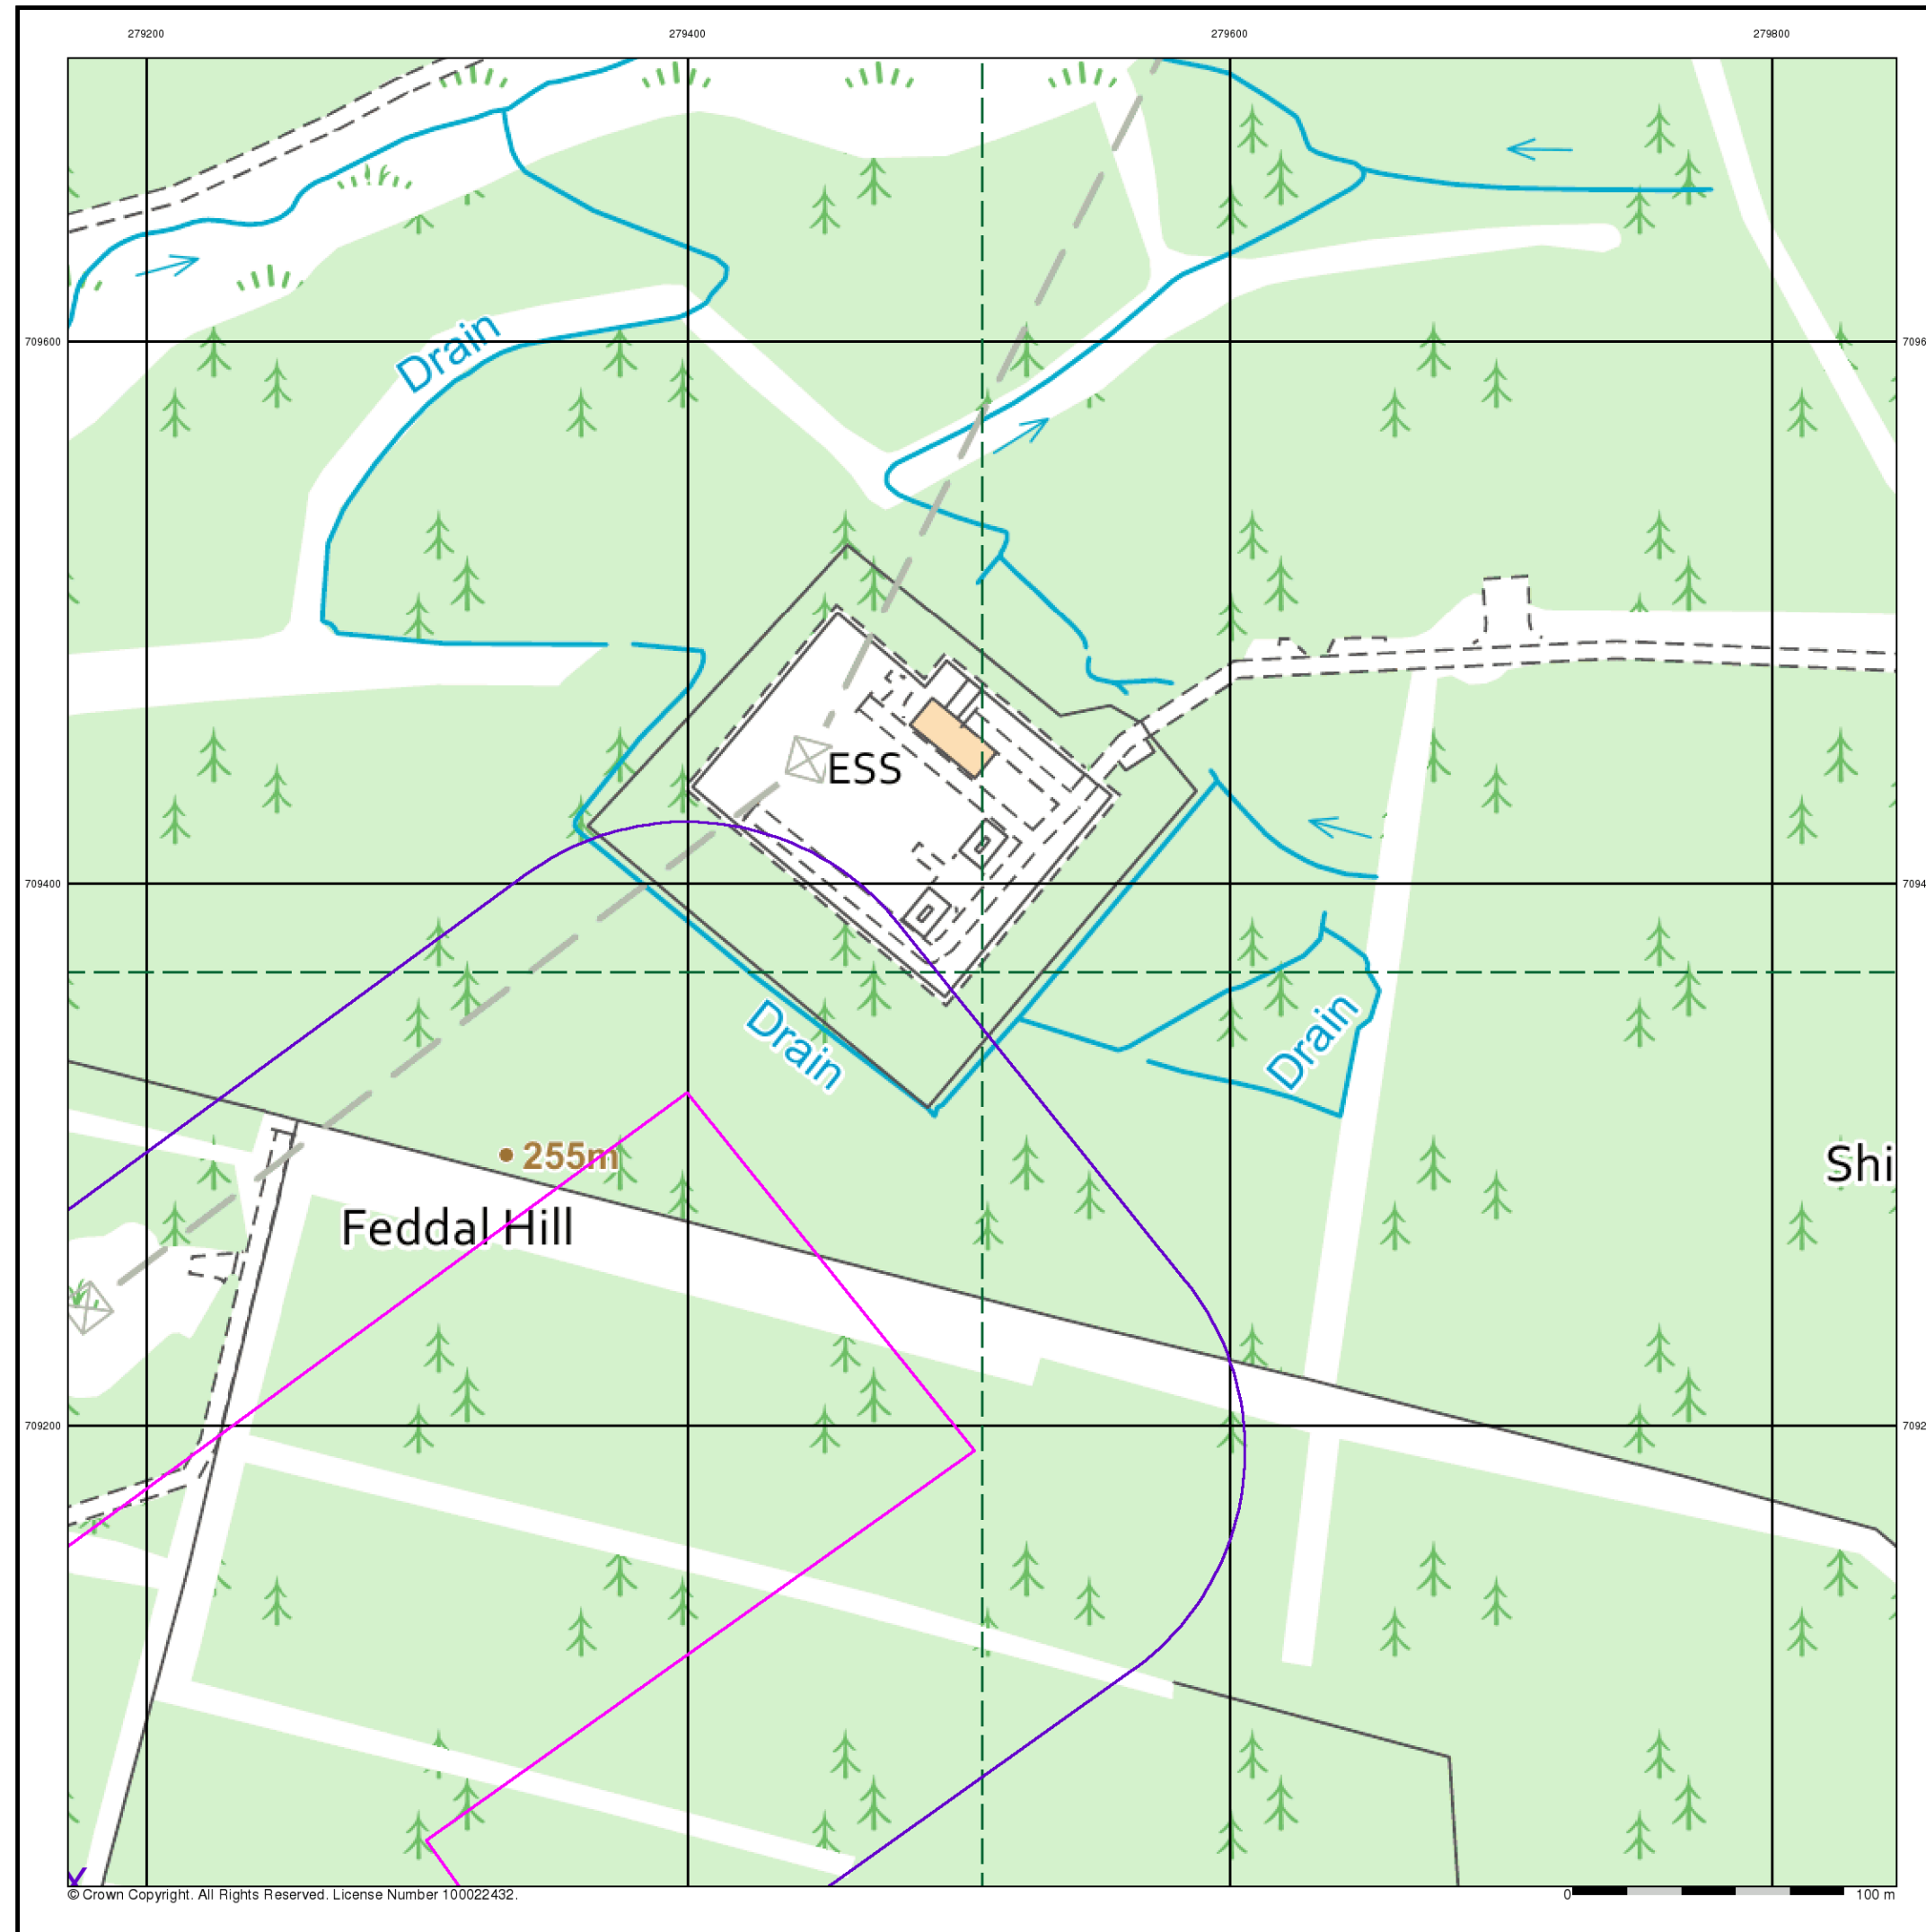 279200 279400 279600 279800
Drain
709600 7096
ESS
709400 7094
Drain Drain
255m
Shi
Feddal Hill
709200 7092
© Crown Copyright. All Rights Reserved. License Number 100022432.
0 100 m